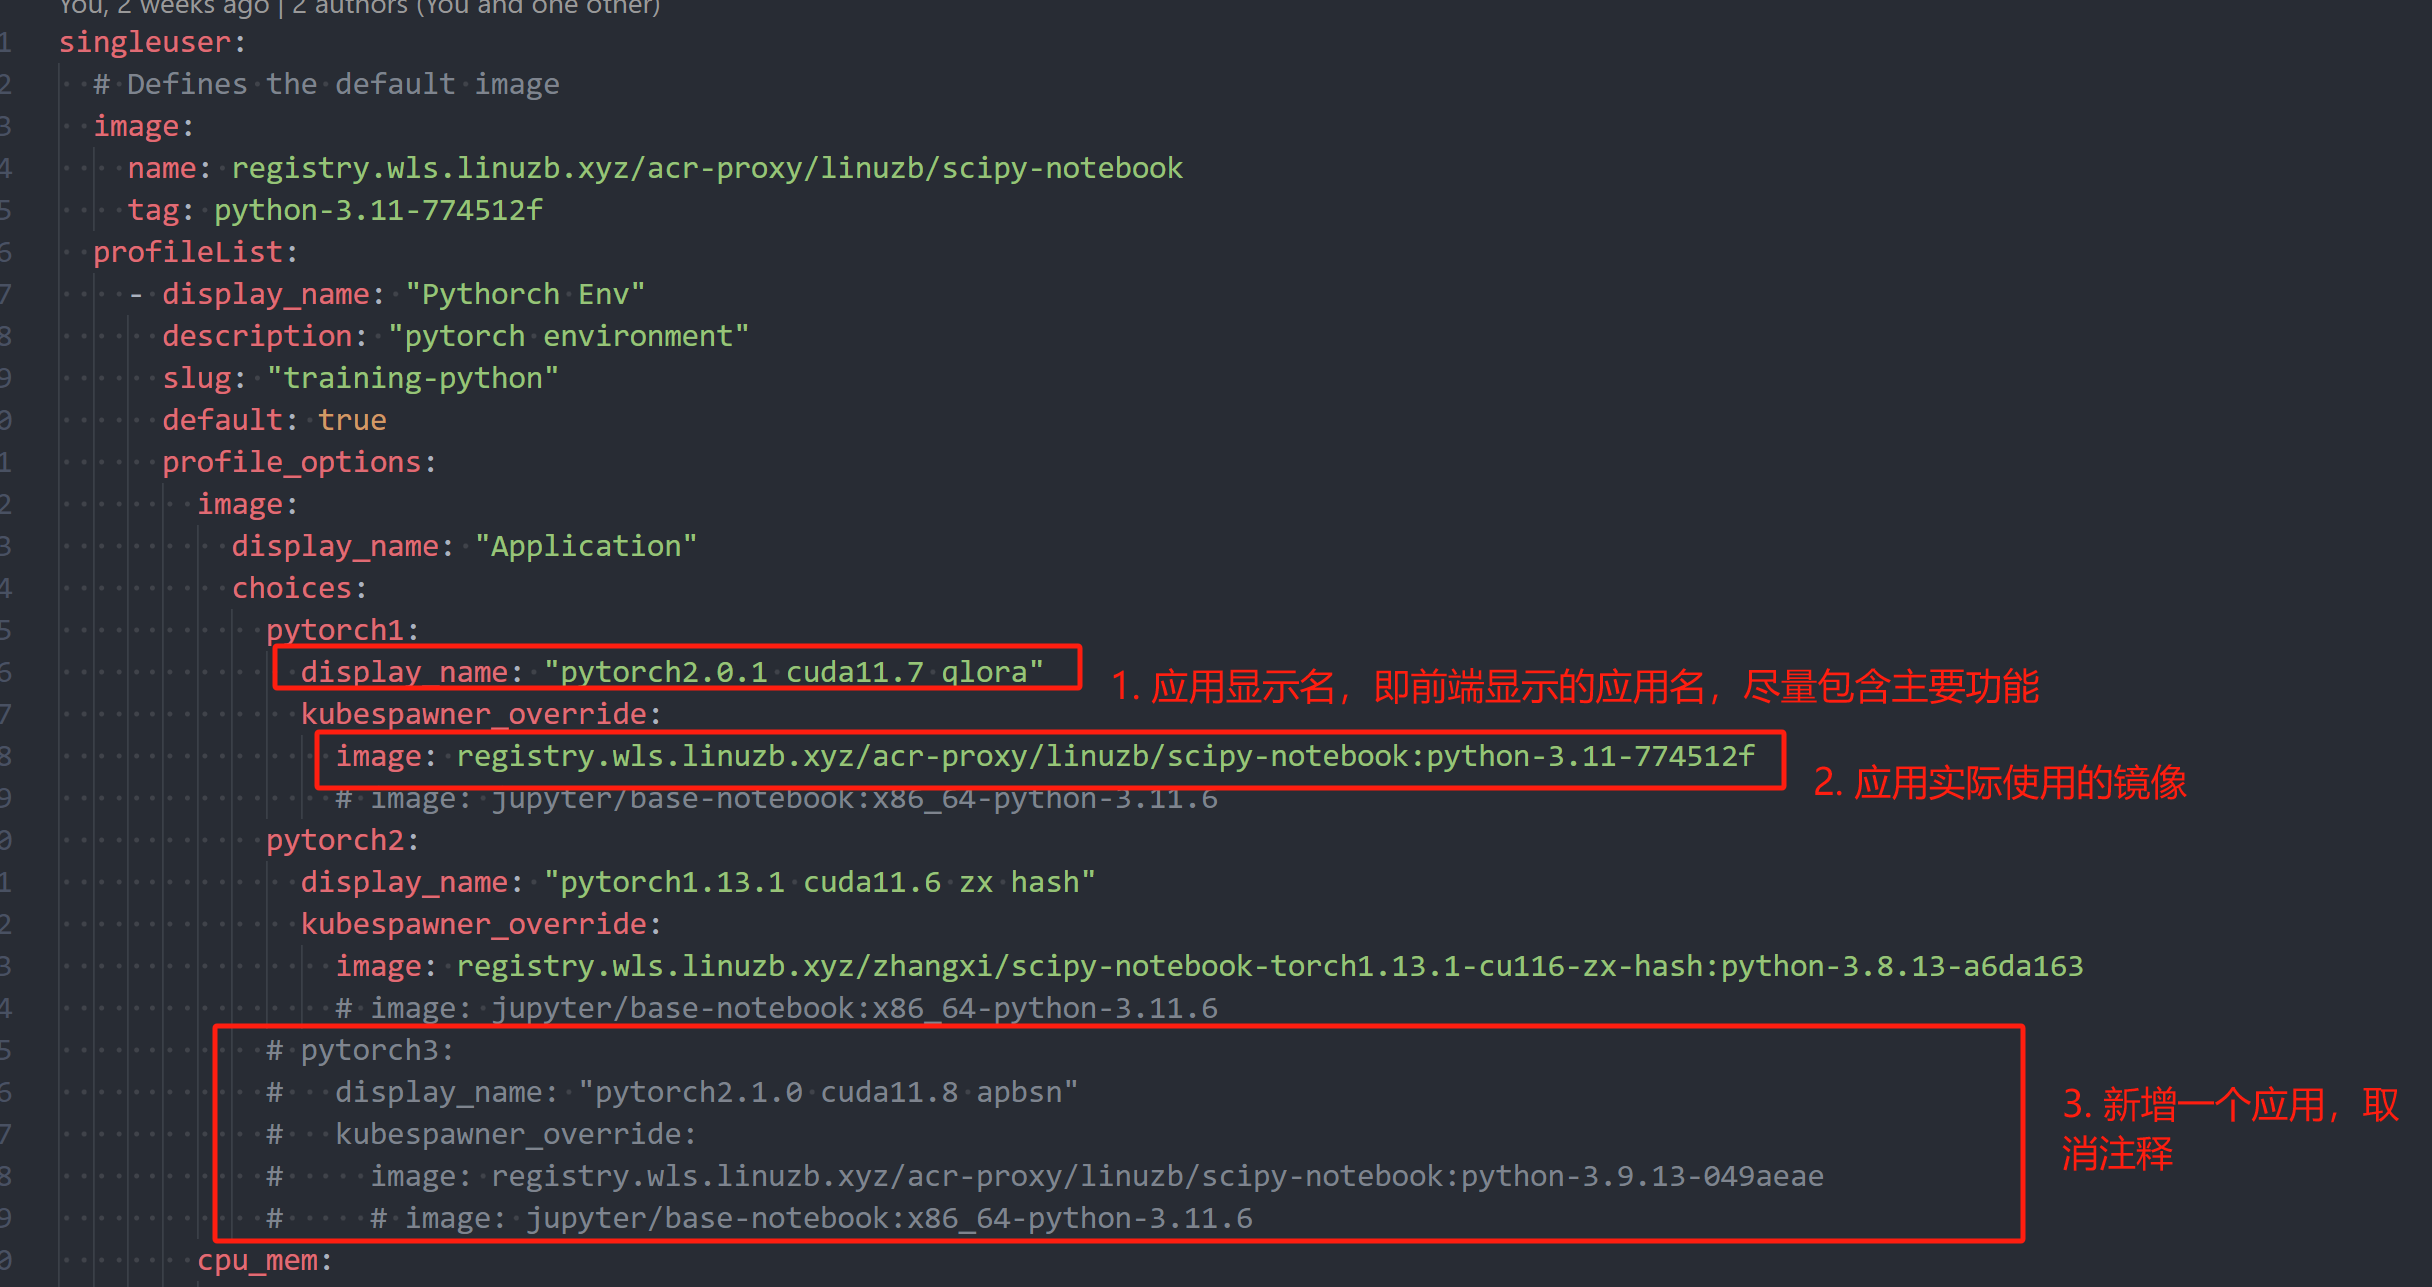 You, 2 weeks ago | 2 authors (You and one other)
1 singleuser:
2 # Defines the default image
3 image:
4 name: registry.wls.linuzb.xyz/acr-proxy/linuzb/scipy-notebook
5 tag: python-3.11-774512f
6 profileList:
7 - display_name: "Pythorch Env"
8 description: "pytorch environment"
9 slug: "training-python"
0 default: true
1 profile_options:
2 image:
3 display_name: "Application"
4 choices:
5 pytorch1:
6 display_name: "pytorch2.0.1 cuda11.7 qlora"
1. 应用显示名，即前端显示的应用名，尽量包含主要功能
7 kubespawner_override:
8 image: registry.wls.linuzb.xyz/acr-proxy/linuzb/scipy-notebook:python-3.11-774512f
2. 应用实际使用的镜像
9 # image: jupyter/base-notebook:x86_64-python-3.11.6
0 pytorch2:
1 display_name: "pytorch1.13.1 cuda11.6 zx hash"
2 kubespawner_override:
3 image: registry.wls.linuzb.xyz/zhangxi/scipy-notebook-torch1.13.1-cu116-zx-hash:python-3.8.13-a6da163
4 # image: jupyter/base-notebook:x86_64-python-3.11.6
5 # pytorch3:
6 # display_name: "pytorch2.1.0 cuda11.8 apbsn"
7 # kubespawner_override:
8 # image: registry.wls.linuzb.xyz/acr-proxy/linuzb/scipy-notebook:python-3.9.13-049aeae
9 # # image: jupyter/base-notebook:x86_64-python-3.11.6
3. 新增一个应用，取
消注释
0 cpu_mem: